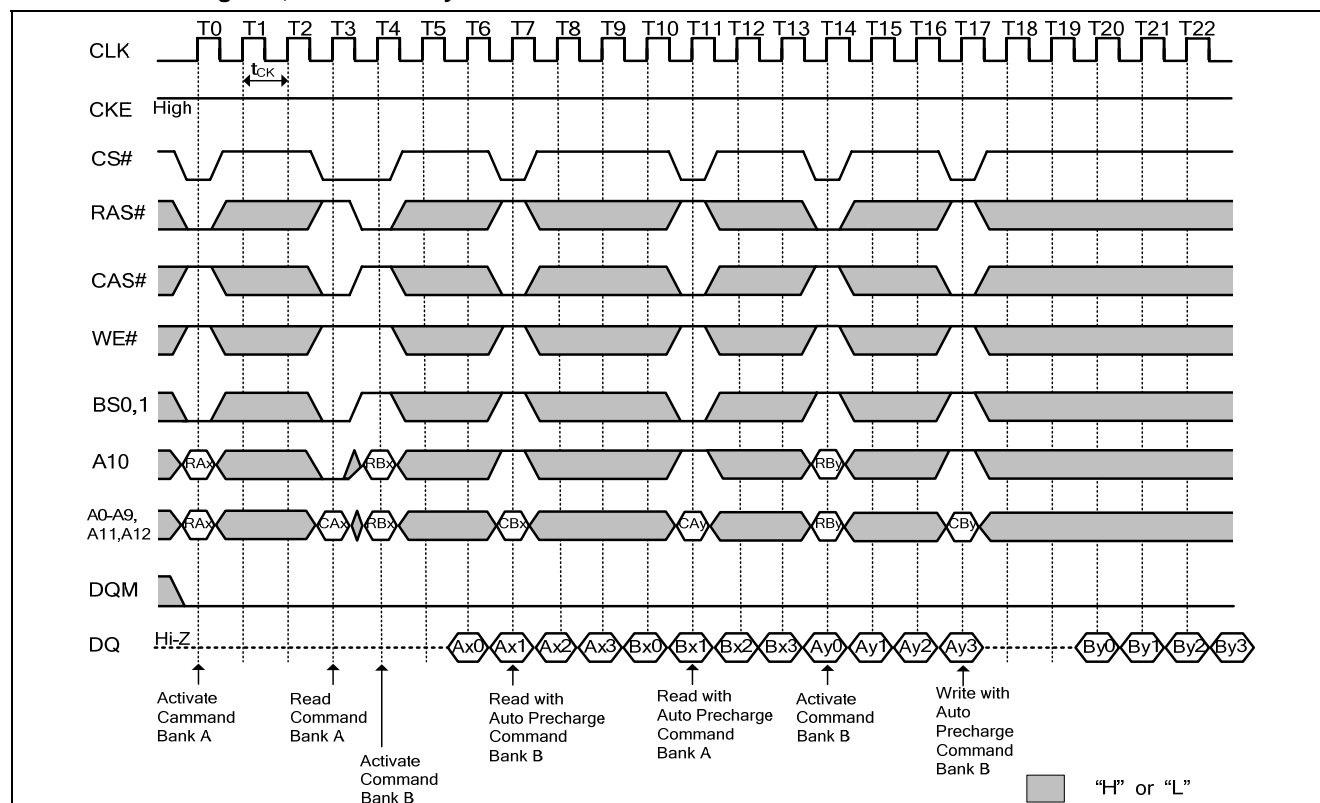 T0 T1 T2 T3 T4 T5 T6 T7 T8 T9 T10 T11 T12 T13 T14 T15 T16 T17 T18 T19 T20 T21 T22
CLK
tCK
CKE High
CS#
RAS#
CAS#
WE#
BS0,1
A10 RAx RBx RBy
A0-A9,
A11,A12
RAx CAx RBx CBx CAy RBy CBy
DQM
DQ Hi-Z Ax0 Ax1 Ax2 Ax3 Bx0 Bx1 Bx2 Bx3 Ay0 Ay1 Ay2 Ay3 By0 By1 By2 By3
Activate
Cammand
Bank A
Read
Command
Bank A
Activate
Command
Bank B
Read with
Auto Precharge
Command
Bank B
Read with
Auto Precharge
Command
Bank A
Activate
Command
Bank B
Write with
Auto
Precharge
Command
Bank B
“H” or “L”